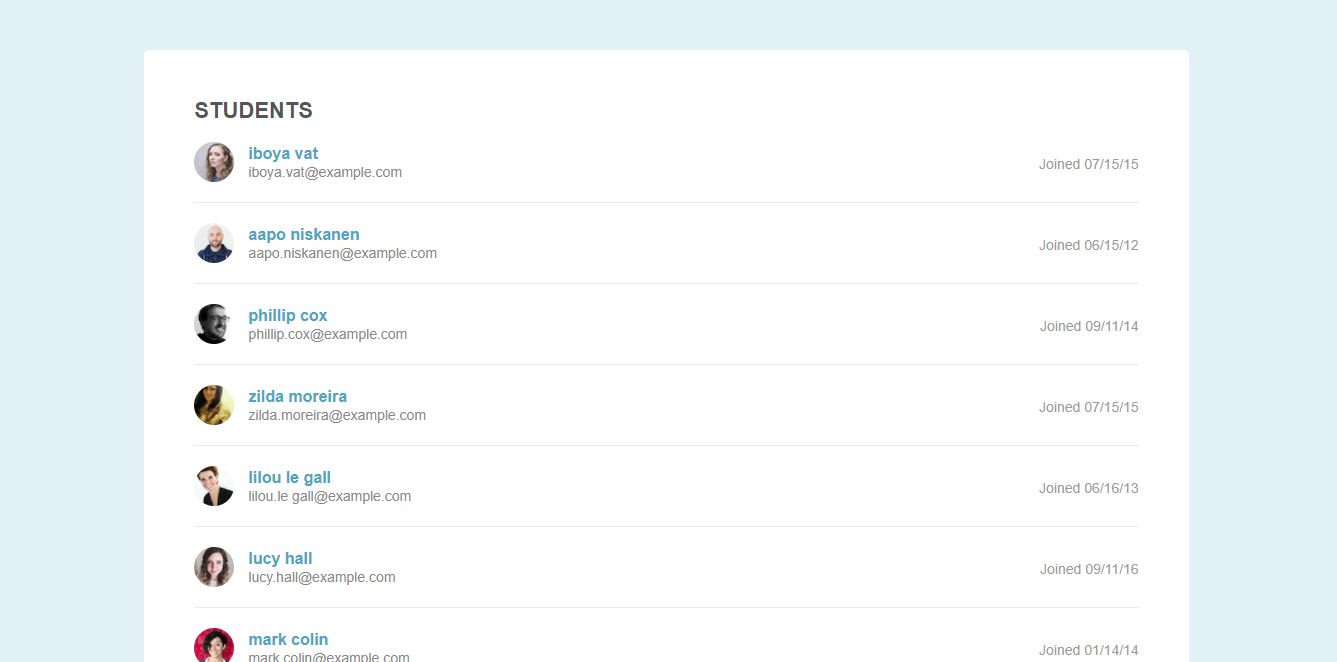 STUDENTS
iboya vat
iboya.vat@example.com
Joined 07/15/15
aapo niskanen
aapo.niskanen@example.com
Joined 06/15/12
phillip cox
phillip.cox@example.com
Joined 09/11/14
zilda moreira
zilda.moreira@example.com
Joined 07/15/15
lilou le gall
lilou.le gall@example.com
Joined 06/16/13
lucy hall
lucy.hall@example.com
Joined 09/11/16
mark colin
mark.colin@example.com
Joined 01/14/14